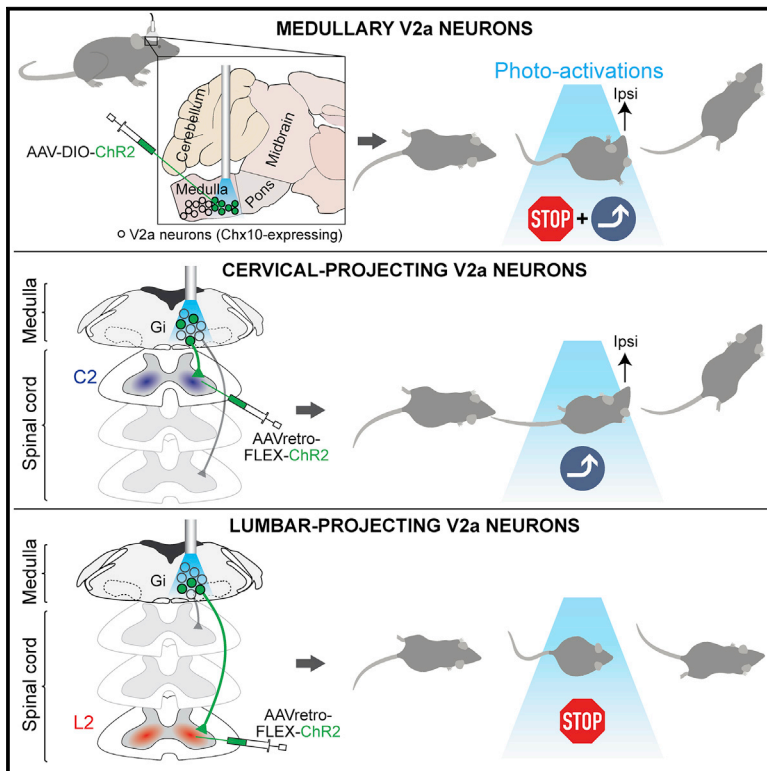 MEDULLARY V2a NEURONS
Photo-activations
Ipsi
Cerebellum
Midbrain
AAV-DIO-ChR2
Medulla
Pons
V2a neurons (Chx10-expressing)
STOP
+
CERVICAL-PROJECTING V2a NEURONS
Medulla
Gi
Spinal cord
C2
Ipsi
AAVretro-
FLEX-ChR2
LUMBAR-PROJECTING V2a NEURONS
Medulla
Gi
Spinal cord
L2
AAVretro-
FLEX-ChR2
STOP